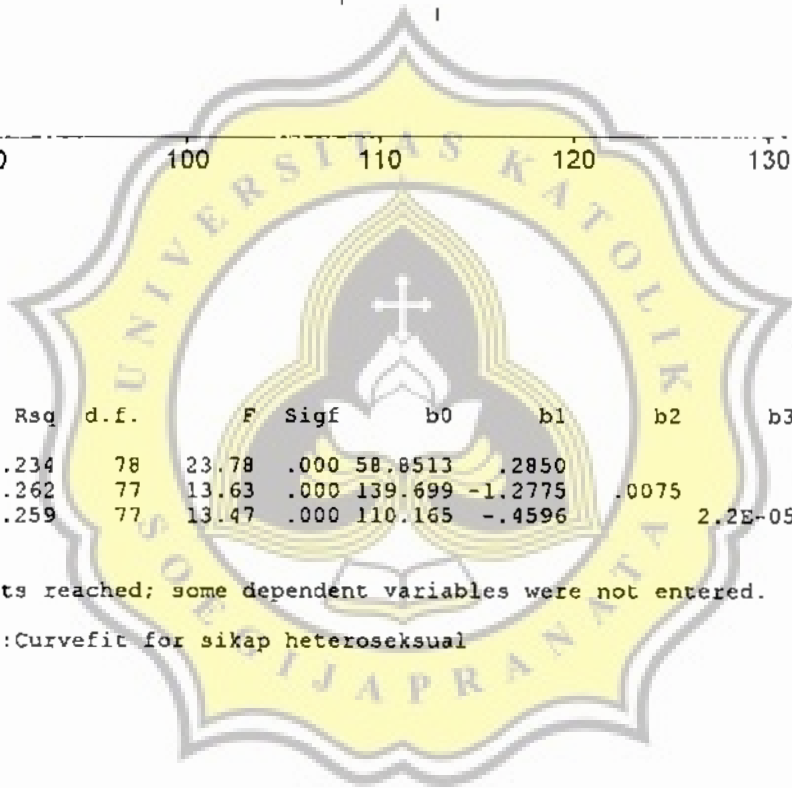 100 110 120 130
UNIVERSITAS KATOLIK
Rsq d.f. F Sigf b0 b1 b2 b3
.234 78 23.78 .000 58.8513 .2850
.262 77 13.63 .000 139.699 -1.2775 .0075
.259 77 13.47 .000 110.165 -.4596 2.2E-05
ts reached; some dependent variables were not entered.
:Curvefit for sikap heteroseksual
SOEGIJAPRANATA